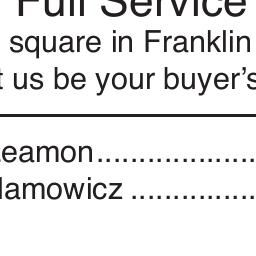 Full Service
square in Franklin
us be your buyer's
eamon...................
lamowicz ...............